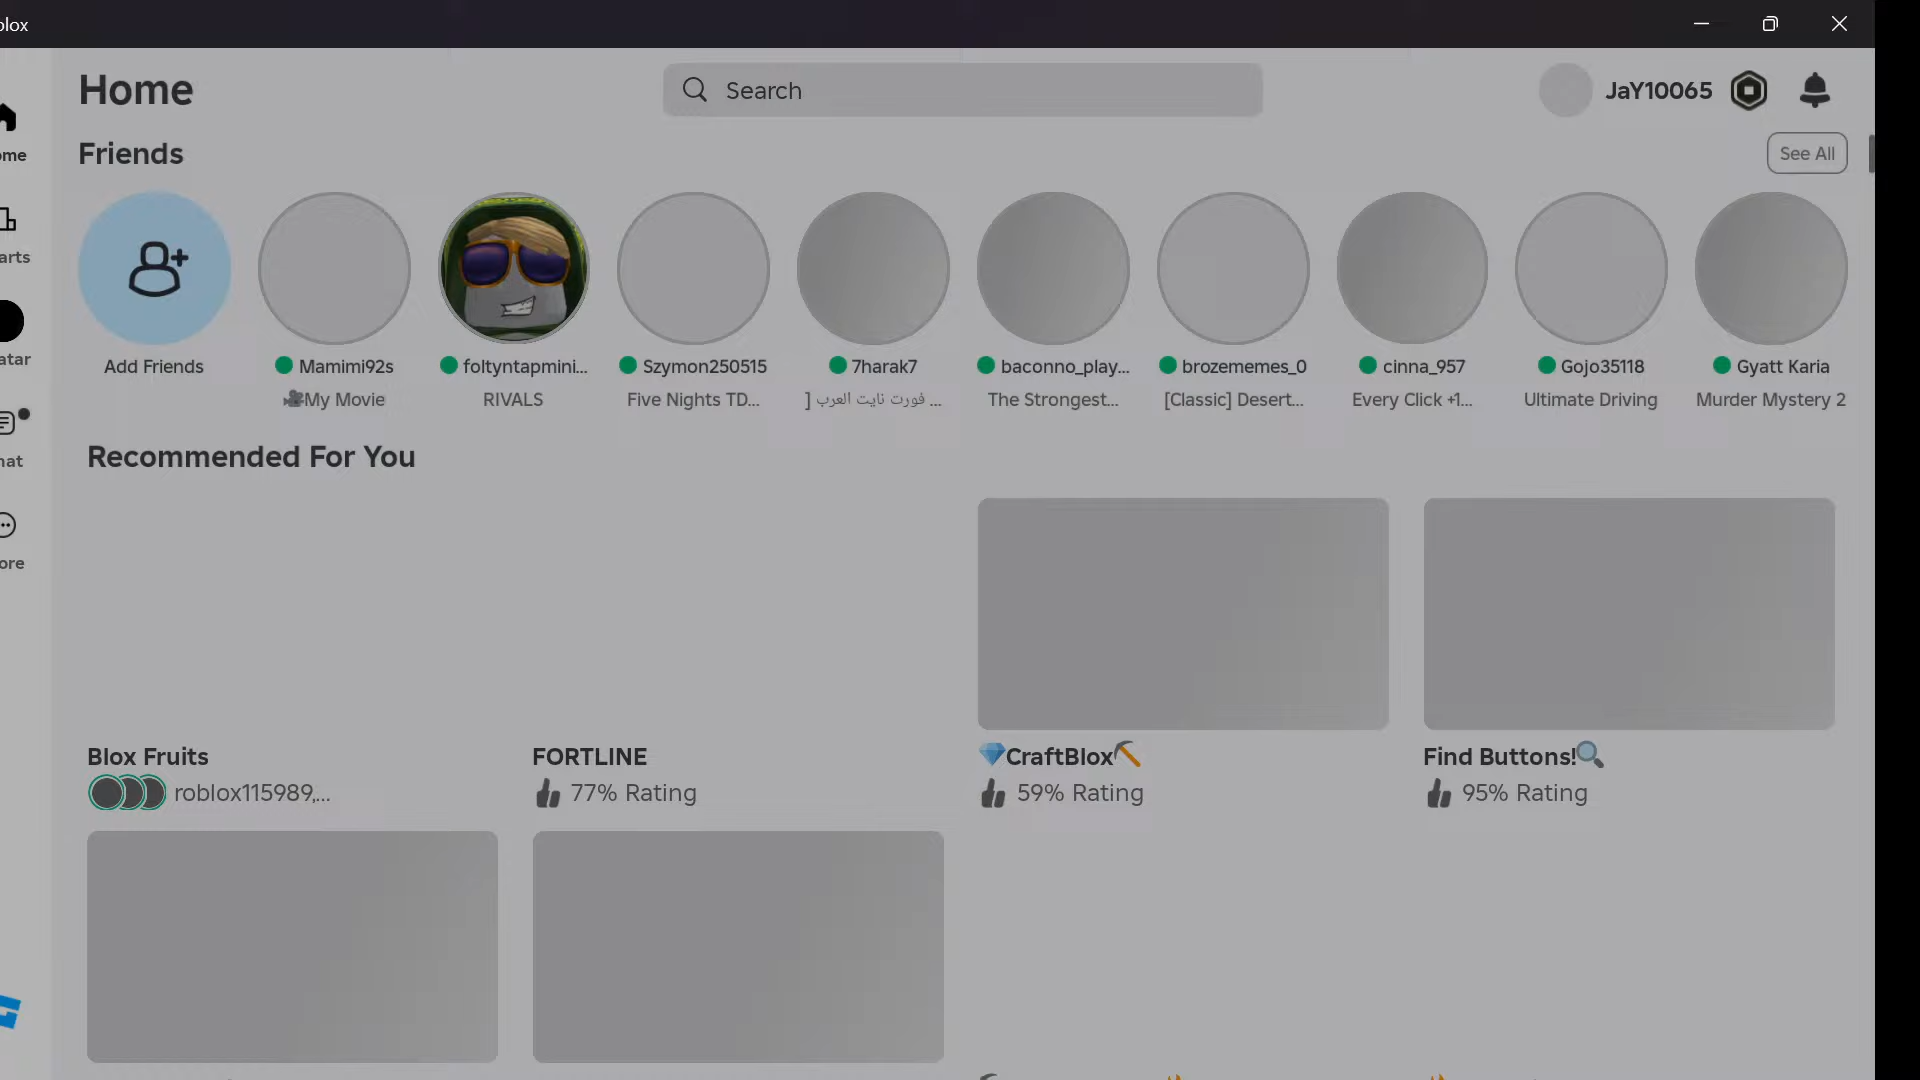 blox
Home
Search
JaY10065
ome
Friends
See All
arts
atar
hat
ore
Add Friends
Mamimi92s
foltyntapmini...
Szymon250515
7harak7
baconno_play...
brozememes_0
cinna_957
Gojo35118
Gyatt Karia
🎥My Movie
RIVALS
Five Nights TD...
[ فورت نايت العرب ...
The Strongest...
[Classic] Desert...
Every Click +1...
Ultimate Driving
Murder Mystery 2
Recommended For You
Blox Fruits
FORTLINE
💎CraftBlox⛏️
Find Buttons!🔍
roblox115989,...
77% Rating
59% Rating
95% Rating